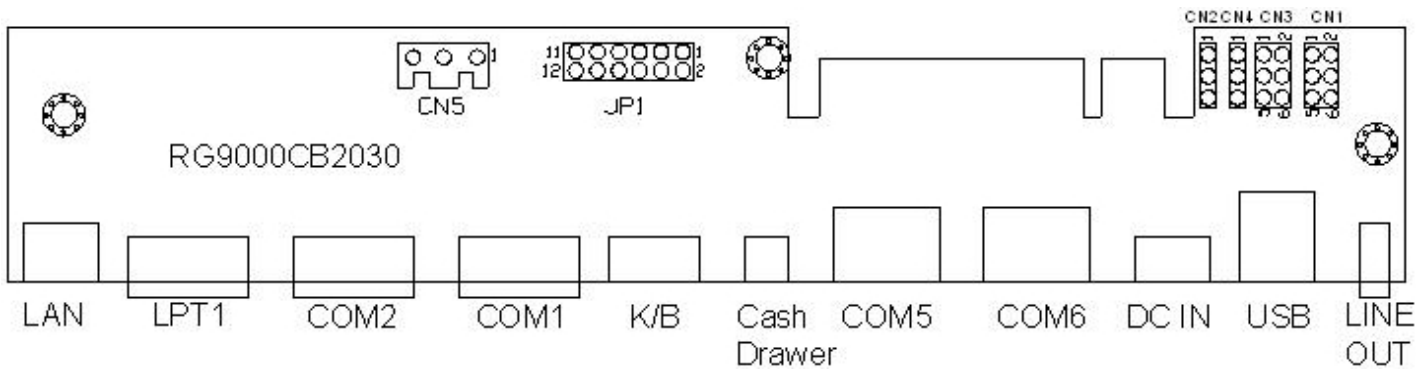 CN2 CN4 CN3 CN1
11 1
12 2
1
CN5
JP1
1 1 1 2 1 2
5 6 5 6
RG9000CB2030
LAN LPT1 COM2 COM1 K/B Cash Drawer COM5 COM6 DC IN USB LINE OUT